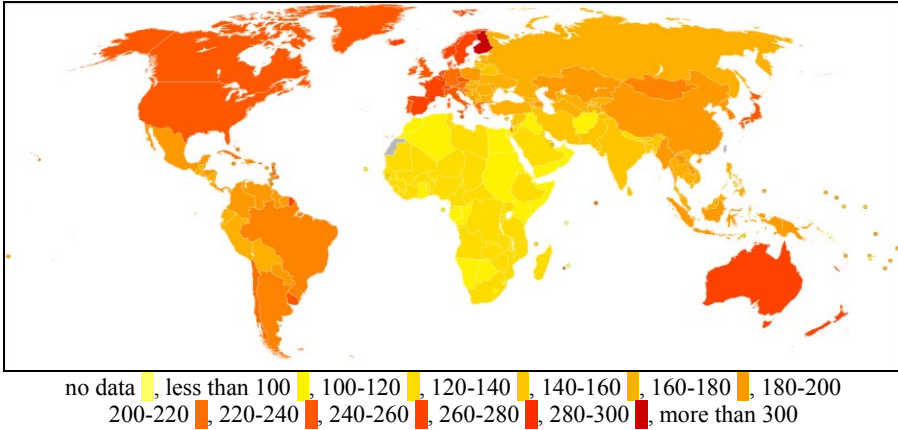 no data , less than 100 , 100-120 , 120-140 , 140-160 , 160-180 , 180-200
200-220 , 220-240 , 240-260 , 260-280 , 280-300 , more than 300